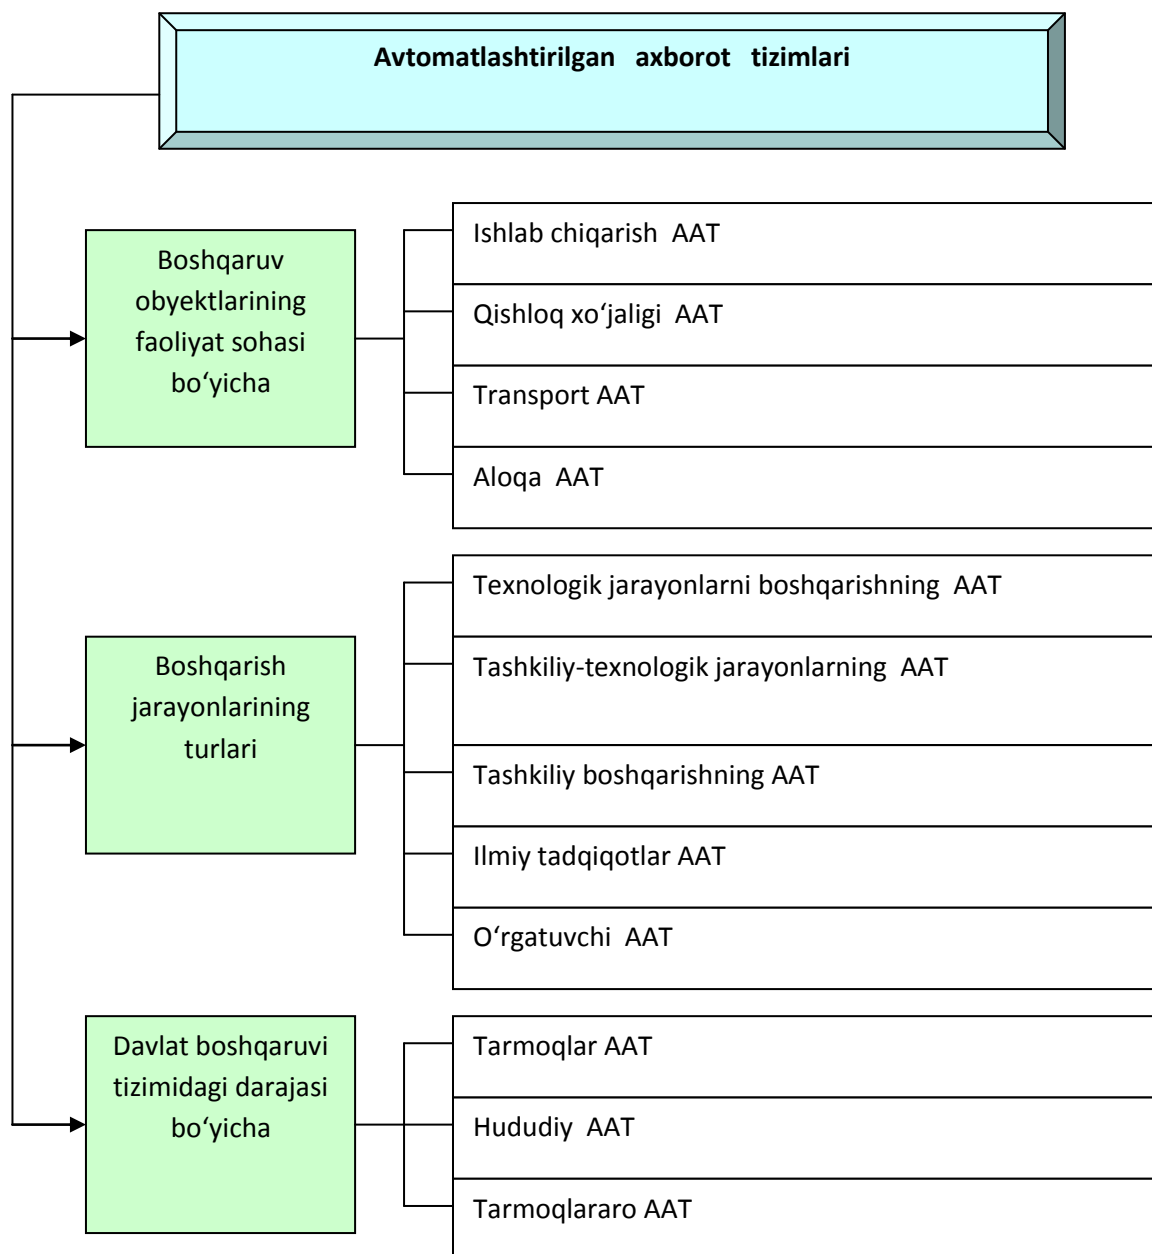 Avtomatlashtirilgan axborot tizimlari
Boshqaruv
obyektlarining
faoliyat sohasi
bo‘yicha
Ishlab chiqarish AAT
Qishloq xo‘jaligi AAT
Transport AAT
Aloqa AAT
Boshqarish
jarayonlarining
turlari
Texnologik jarayonlarni boshqarishning AAT
Tashkiliy-texnologik jarayonlarning AAT
Tashkiliy boshqarishning AAT
Ilmiy tadqiqotlar AAT
O‘rgatuvchi AAT
Davlat boshqaruvi
tizimidagi darajasi
bo‘yicha
Tarmoqlar AAT
Hududiy AAT
Tarmoqlararo AAT